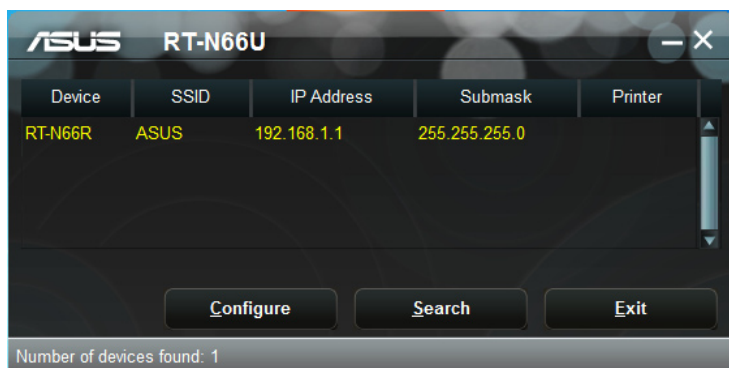 ASUS RT-N66U
Device SSID IP Address Submask Printer
RT-N66R ASUS 192.168.1.1 255.255.255.0
Configure Search Exit
Number of devices found: 1